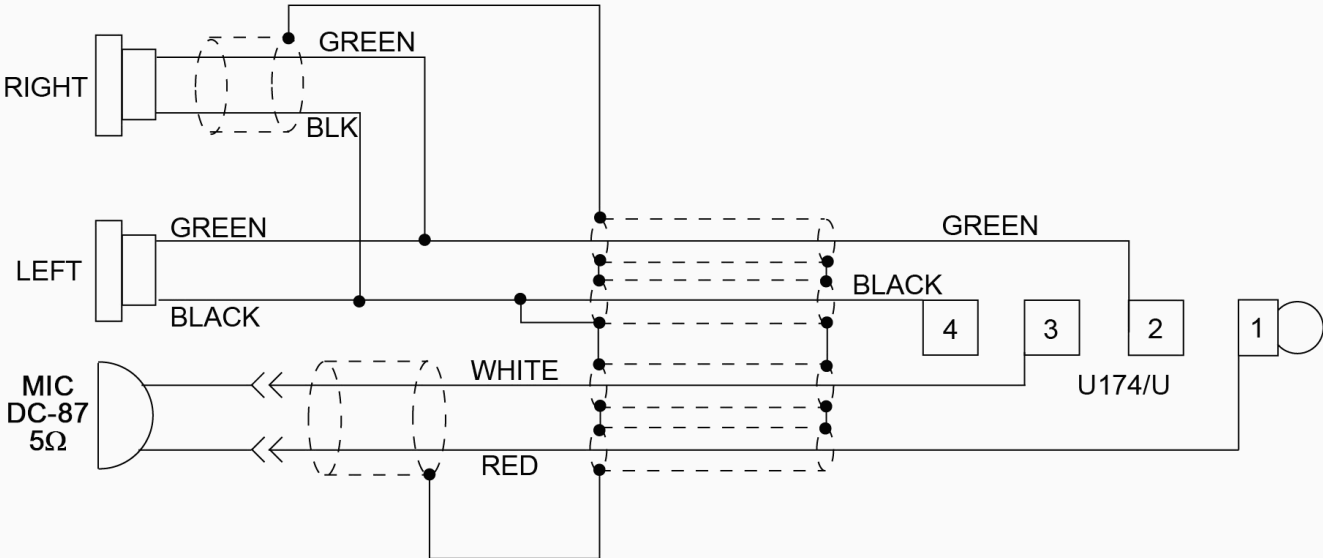 GREEN
RIGHT
BLK
GREEN
GREEN
LEFT
BLACK
BLACK
4
3
2
1
WHITE
U174/U
MIC
DC-87
5Ω
RED